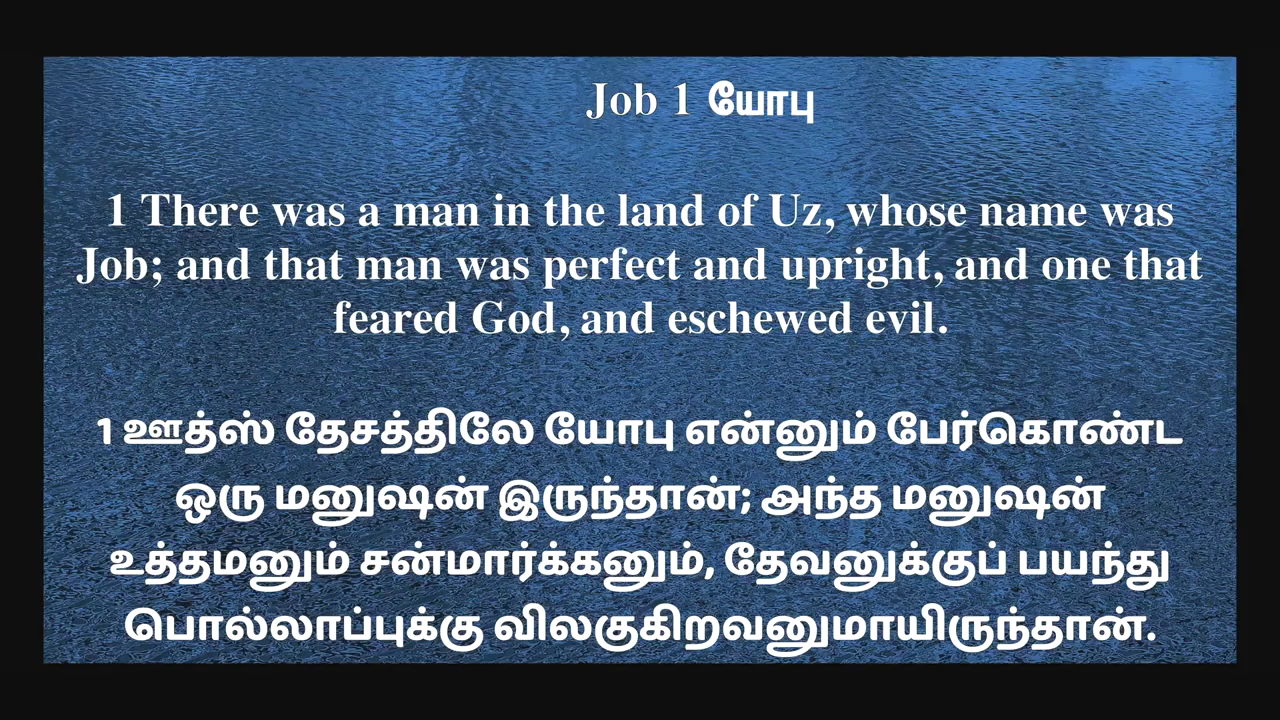 Job 1 யோபு
1 There was a man in the land of Uz, whose name was
Job; and that man was perfect and upright, and one that
feared God, and eschewed evil.
1 ஊத்ஸ் தேசத்திலே யோபு என்னும் பேர்கொண்ட
ஒரு மனுஷன் இருந்தான்; அந்த மனுஷன்
உத்தமனும் சன்மார்க்கனும், தேவனுக்குப் பயந்து
பொல்லாப்புக்கு விலகுகிறவனுமாயிருந்தான்.